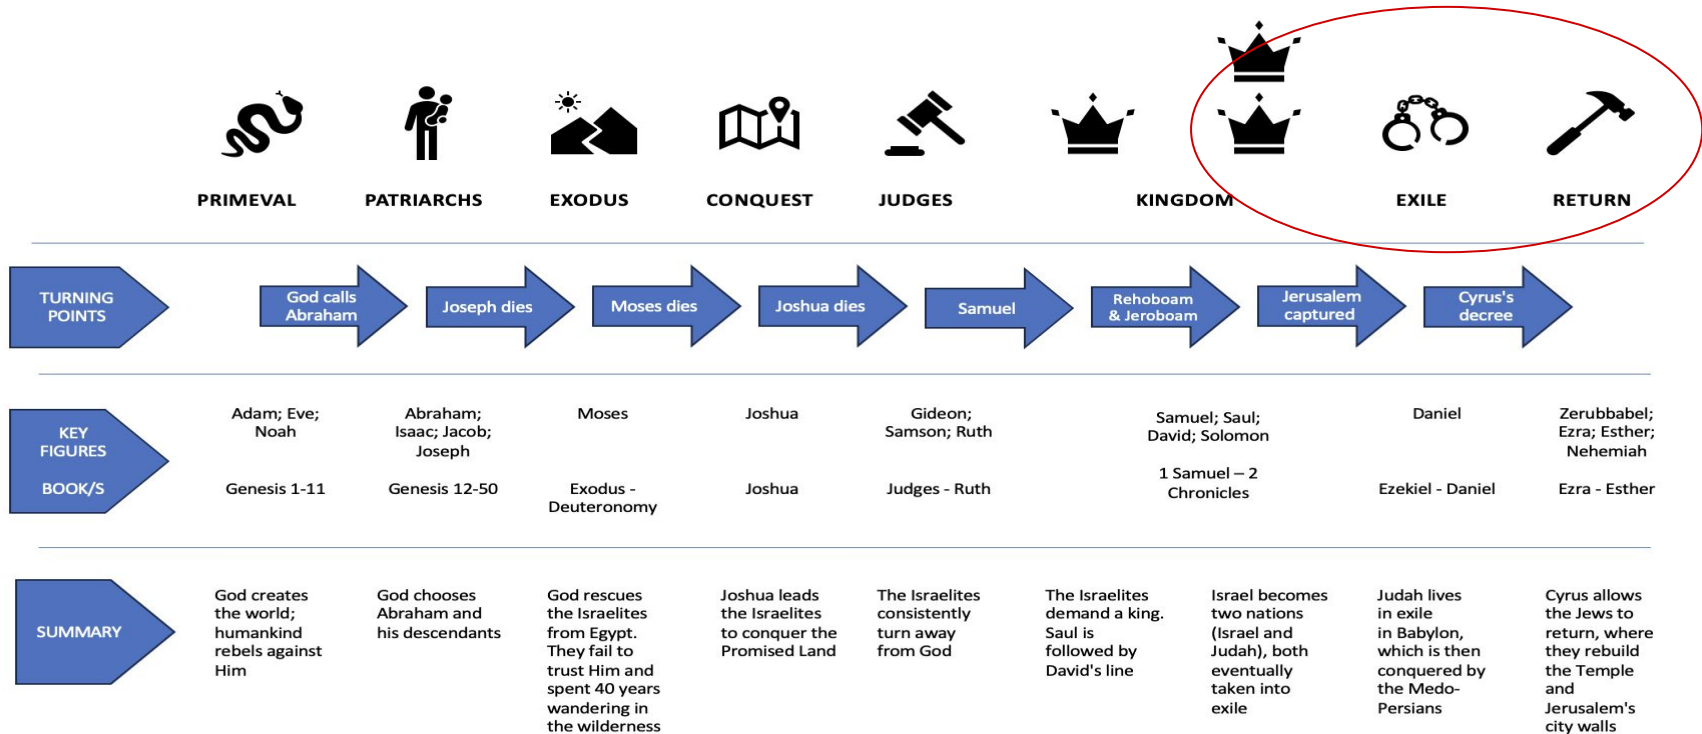 PRIMEVAL PATRIARCHS EXODUS CONQUEST JUDGES KINGDOM EXILE RETURN
TURNING
POINTS
God calls
Abraham
Joseph dies
Moses dies
Joshua dies
Samuel
Rehoboam
& Jeroboam
Jerusalem
captured
Cyrus's
decree
KEY
FIGURES
Adam; Eve;
Noah
Abraham;
Isaac; Jacob;
Joseph
Moses
Joshua
Gideon;
Samson; Ruth
Samuel; Saul;
David; Solomon
Daniel
Zerubbabel;
Ezra; Esther;
Nehemiah
BOOK/S
Genesis 1-11
Genesis 12-50
Exodus -
Deuteronomy
Joshua
Judges - Ruth
1 Samuel – 2
Chronicles
Ezekiel - Daniel
Ezra - Esther
SUMMARY
God creates
the world;
humankind
rebels against
Him
God chooses
Abraham and
his descendants
God rescues
the Israelites
from Egypt.
They fail to
trust Him and
spent 40 years
wandering in
the wilderness
Joshua leads
the Israelites
to conquer the
Promised Land
The Israelites
consistently
turn away
from God
The Israelites
demand a king.
Saul is
followed by
David's line
Israel becomes
two nations
(Israel and
Judah), both
eventually
taken into
exile
Judah lives
in exile
in Babylon,
which is then
conquered by
the Medo-
Persians
Cyrus allows
the Jews to
return, where
they rebuild
the Temple
and
Jerusalem's
city walls